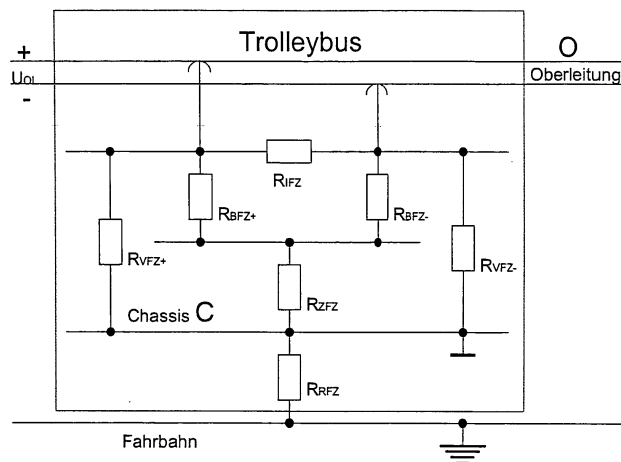 Trolleybus
+
O
UOL
Oberleitung
-
RIFZ
RBFZ+
RBFZ-
RVFZ+
RVFZ-
RZFZ
Chassis C
RRFZ
Fahrbahn